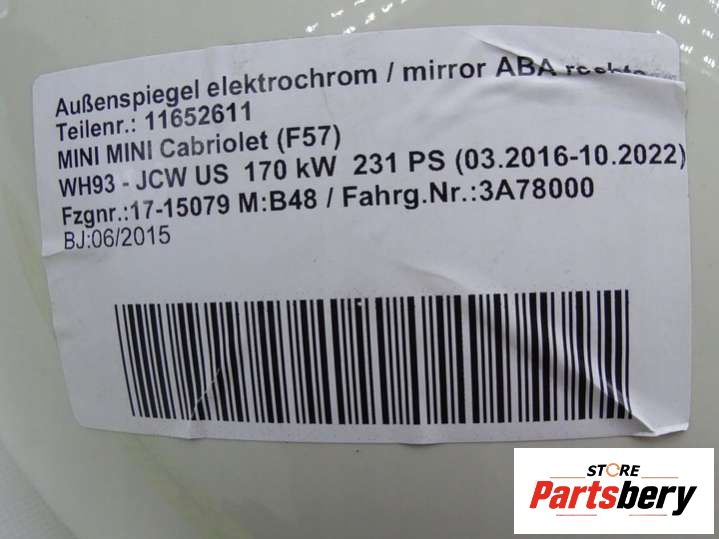 Außenspiegel elektrochrom / mirror ABA
Teilenr.: 11652611
MINI MINI Cabriolet (F57)
WH93 - JCW US 170 kW 231 PS (03.2016-10.2022)
Fzgnr.:17-15079 M:B48 / Fahrg.Nr.:3A78000
BJ:06/2015
STORE
Partsbery